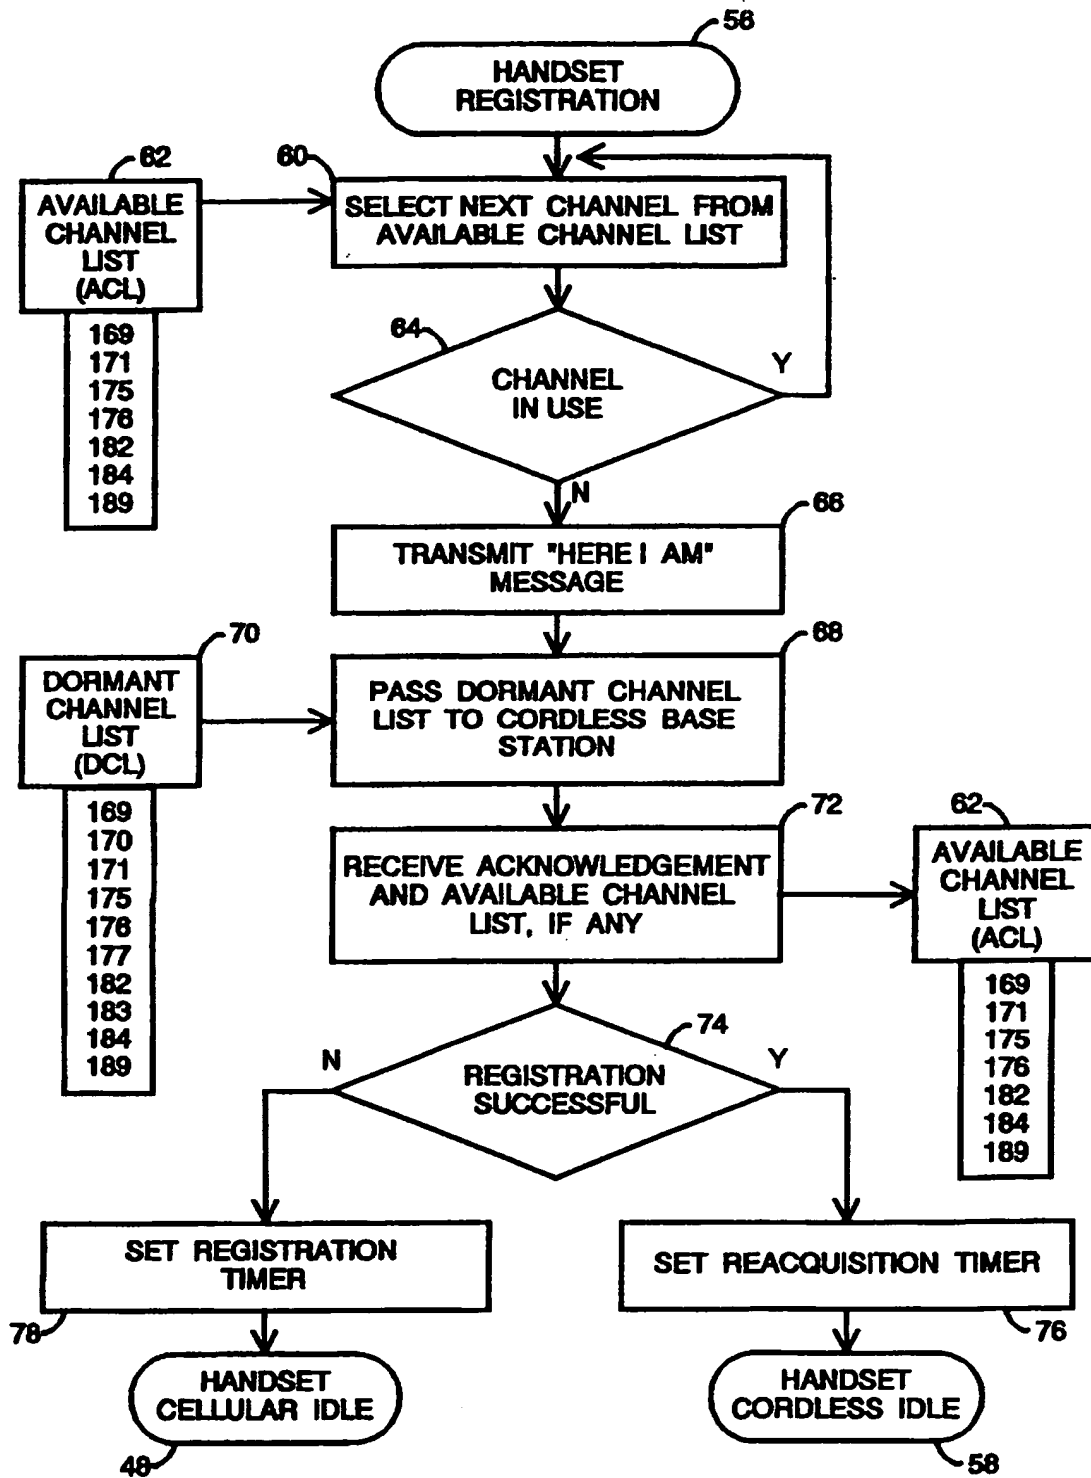 56
HANDSET
REGISTRATION
62
60
AVAILABLE
CHANNEL
LIST
(ACL)
169
171
175
176
182
184
189
SELECT NEXT CHANNEL FROM
AVAILABLE CHANNEL LIST
64
CHANNEL
IN USE
Y
N
66
TRANSMIT "HERE I AM"
MESSAGE
70
68
DORMANT
CHANNEL
LIST
(DCL)
169
170
171
175
176
177
182
183
184
189
PASS DORMANT CHANNEL
LIST TO CORDLESS BASE
STATION
72
RECEIVE ACKNOWLEDGEMENT
AND AVAILABLE CHANNEL
LIST, IF ANY
62
AVAILABLE
CHANNEL
LIST
(ACL)
169
171
175
176
182
184
189
74
N
REGISTRATION
SUCCESSFUL
Y
SET REGISTRATION
TIMER
78
SET REACQUISITION TIMER
76
HANDSET
CELLULAR IDLE
48
HANDSET
CORDLESS IDLE
58